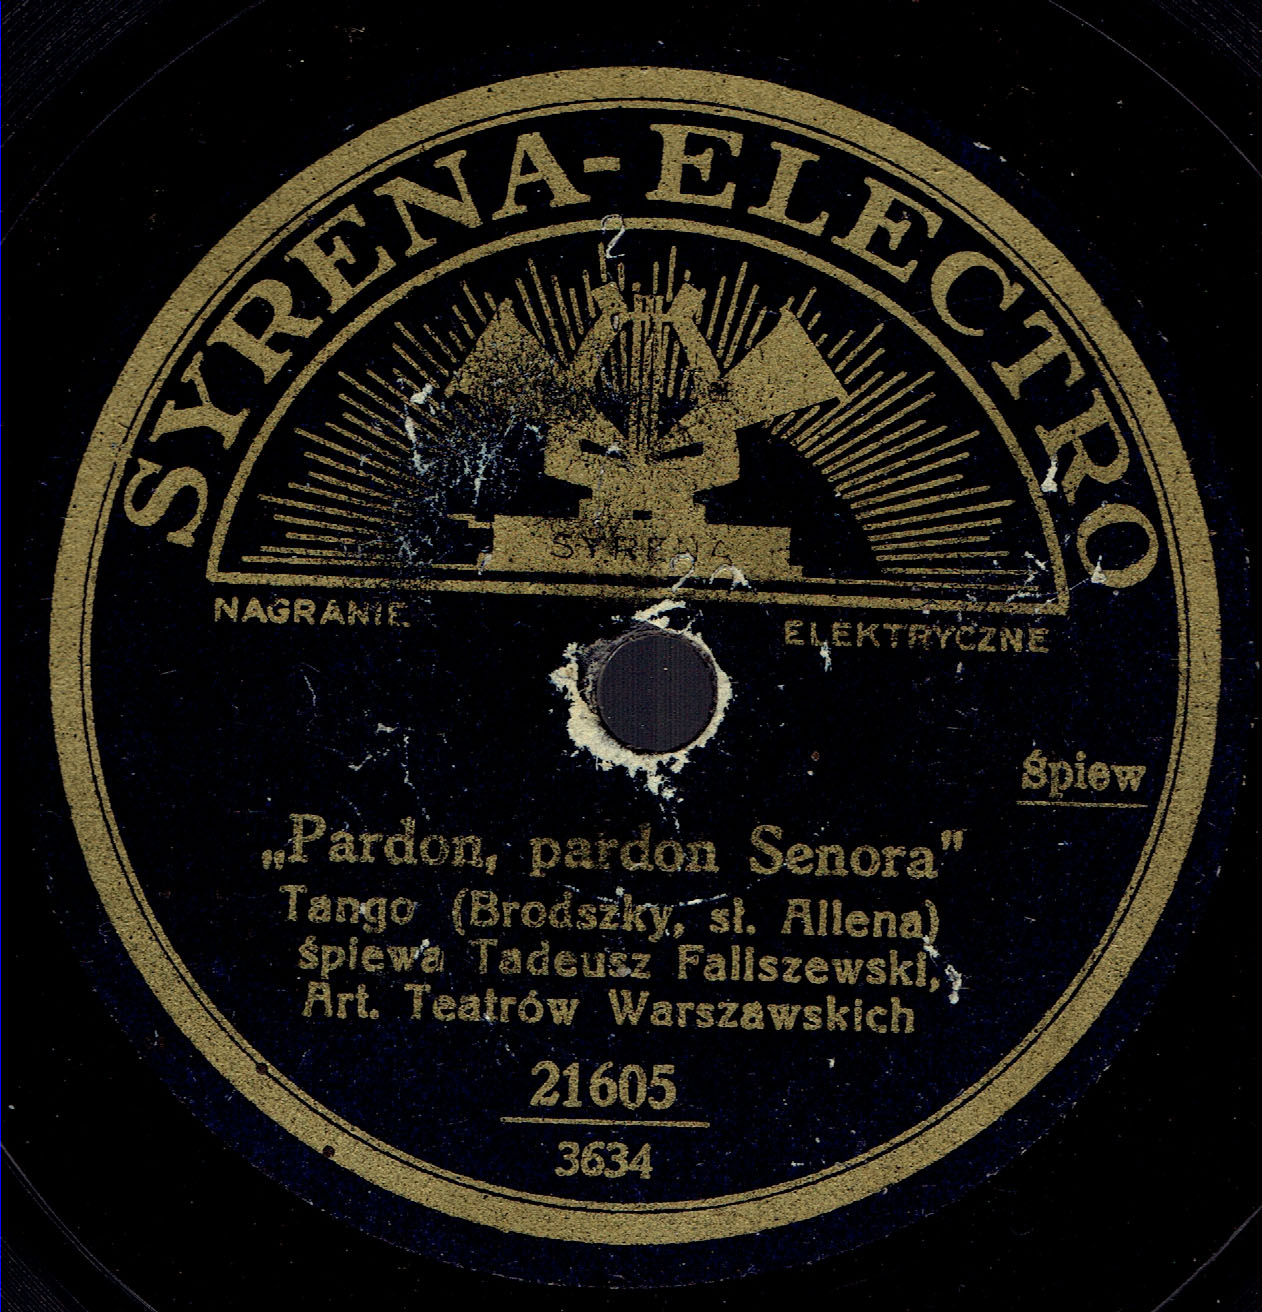 SYRENA-ELECTRO
2
SYRENA
NAGRANIE ELEKTRYCZNE
Śpiew
„Pardon, pardon Senora"
Tango (Brodszky, sł. Allena)
śpiewa Tadeusz Faliszewski,
Art. Teatrów Warszawskich
21605
3634